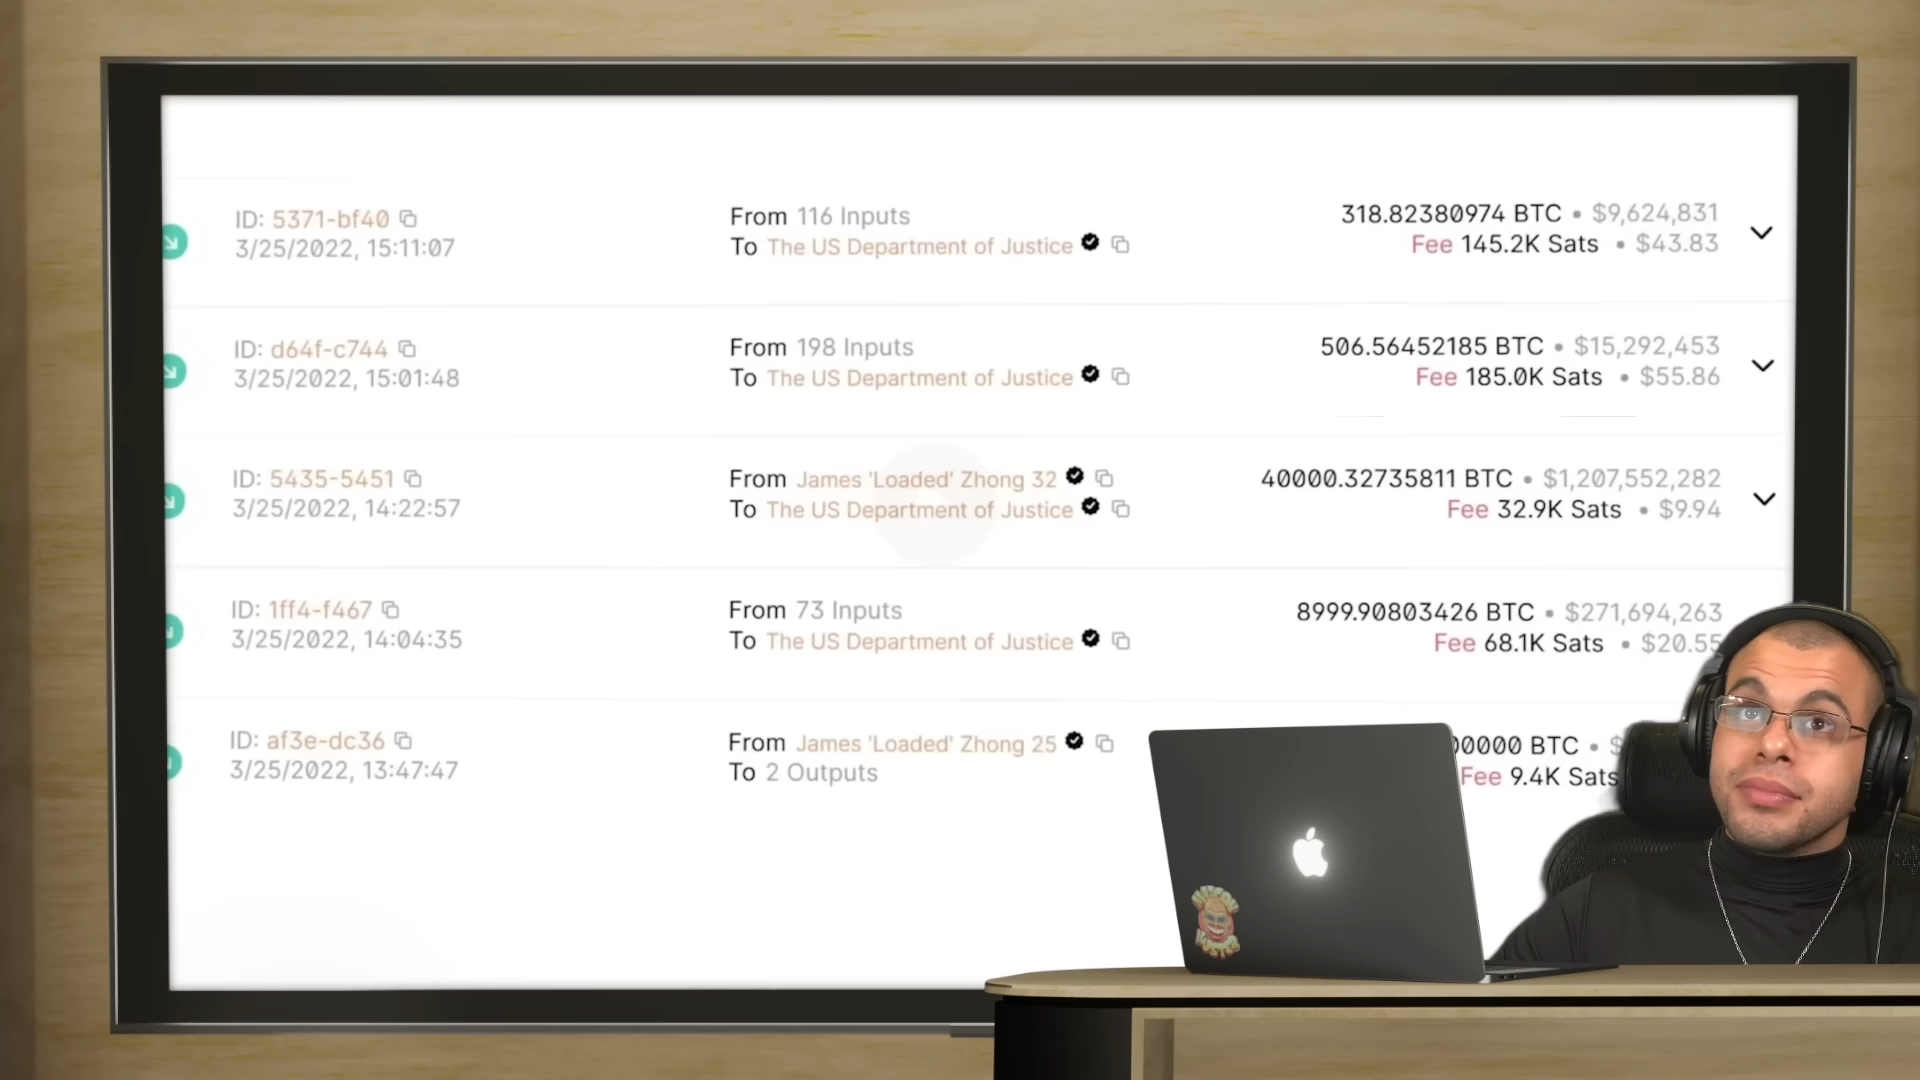 ID: 5371-bf40
3/25/2022, 15:11:07
From 116 Inputs
To The US Department of Justice
318.82380974 BTC • $9,624,831
Fee 145.2K Sats • $43.83
ID: d64f-c744
3/25/2022, 15:01:48
From 198 Inputs
To The US Department of Justice
506.56452185 BTC • $15,292,453
Fee 185.0K Sats • $55.86
ID: 5435-5451
3/25/2022, 14:22:57
From James 'Loaded' Zhong 32
To The US Department of Justice
40000.32735811 BTC • $1,207,552,282
Fee 32.9K Sats • $9.94
ID: 1ff4-f467
3/25/2022, 14:04:35
From 73 Inputs
To The US Department of Justice
8999.90803426 BTC • $271,694,263
Fee 68.1K Sats • $20.55
ID: af3e-dc36
3/25/2022, 13:47:47
From James 'Loaded' Zhong 25
To 2 Outputs
00000 BTC • $
Fee 9.4K Sats